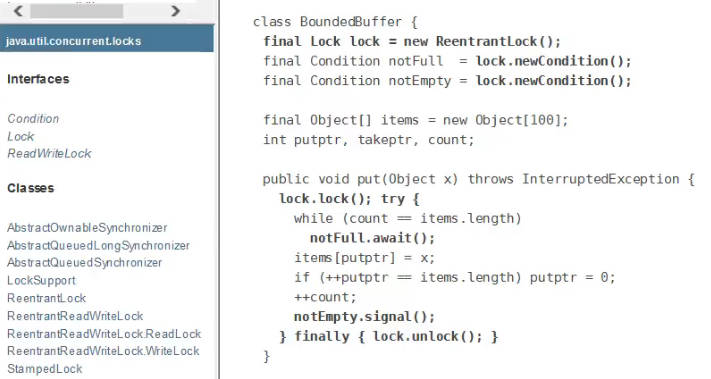 java.util.concurrent.locks
Interfaces
Condition
Lock
ReadWriteLock
Classes
AbstractOwnableSynchronizer
AbstractQueuedLongSynchronizer
AbstractQueuedSynchronizer
LockSupport
ReentrantLock
ReentrantReadWriteLock
ReentrantReadWriteLock.ReadLock
ReentrantReadWriteLock.WriteLock
StampedLock
class BoundedBuffer {
final Lock lock = new ReentrantLock();
final Condition notFull = lock.newCondition();
final Condition notEmpty = lock.newCondition();
final Object[] items = new Object[100];
int putptr, takeptr, count;
public void put(Object x) throws InterruptedException {
lock.lock(); try {
while (count == items.length)
notFull.await();
items[putptr] = x;
if (++putptr == items.length) putptr = 0;
++count;
notEmpty.signal();
} finally { lock.unlock(); }
}